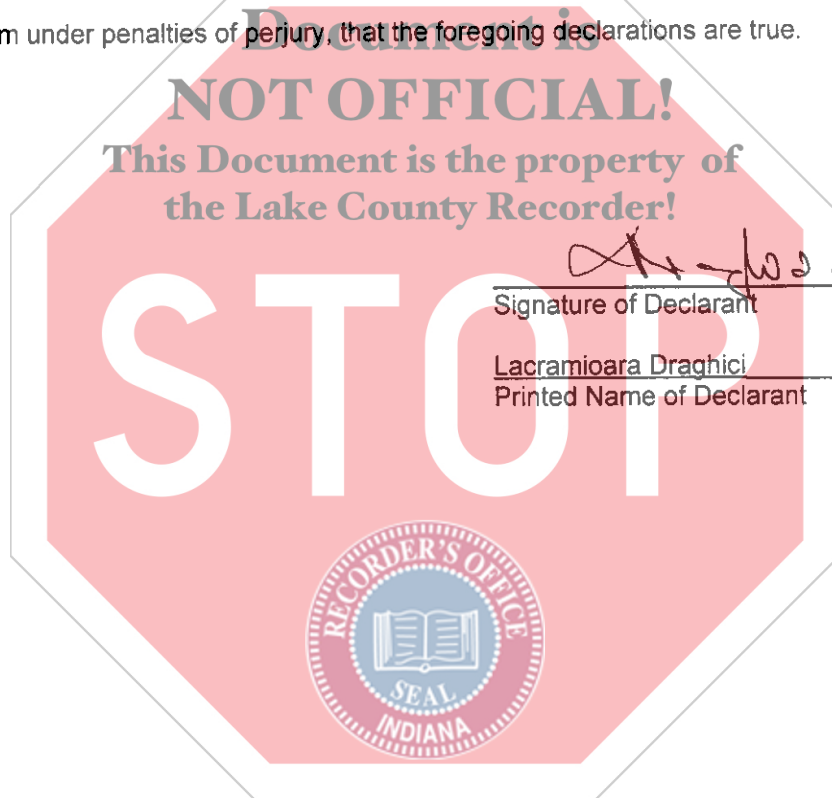 m under penalties of perjury, that the foregoing declarations are true.
Document is
NOT OFFICIAL!
This Document is the property of
the Lake County Recorder!
Signature of Declarant
Lacramioara Draghici
Printed Name of Declarant
STOP
RECORDER'S OFFICE
SEAL
INDIANA